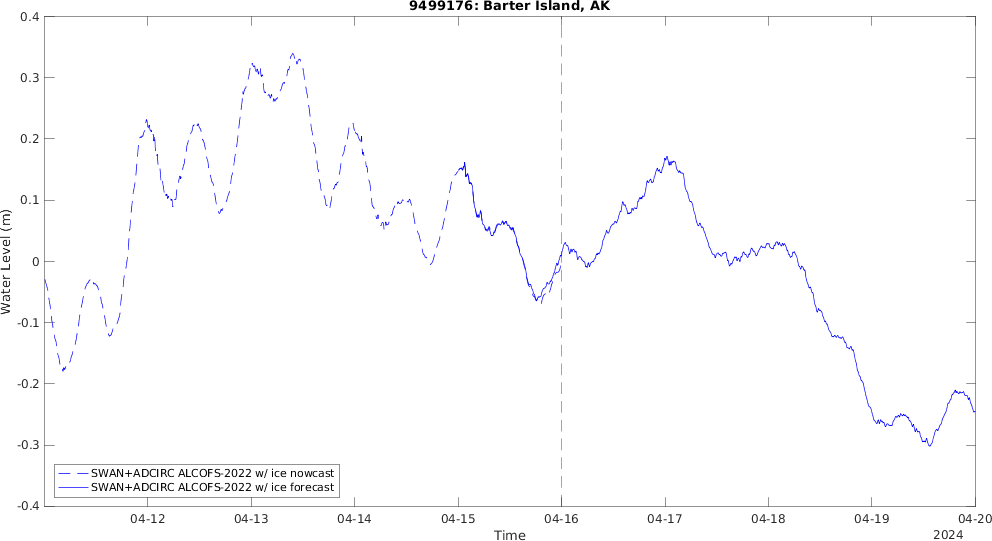 9499176: Barter Island, AK
0.4
0.3
0.2
0.1
0
-0.1
-0.2
-0.3
-0.4
Water Level (m)
SWAN+ADCIRC ALCOFS-2022 w/ ice nowcast
SWAN+ADCIRC ALCOFS-2022 w/ ice forecast
04-12 04-13 04-14 04-15 04-16 04-17 04-18 04-19 04-20
Time
2024